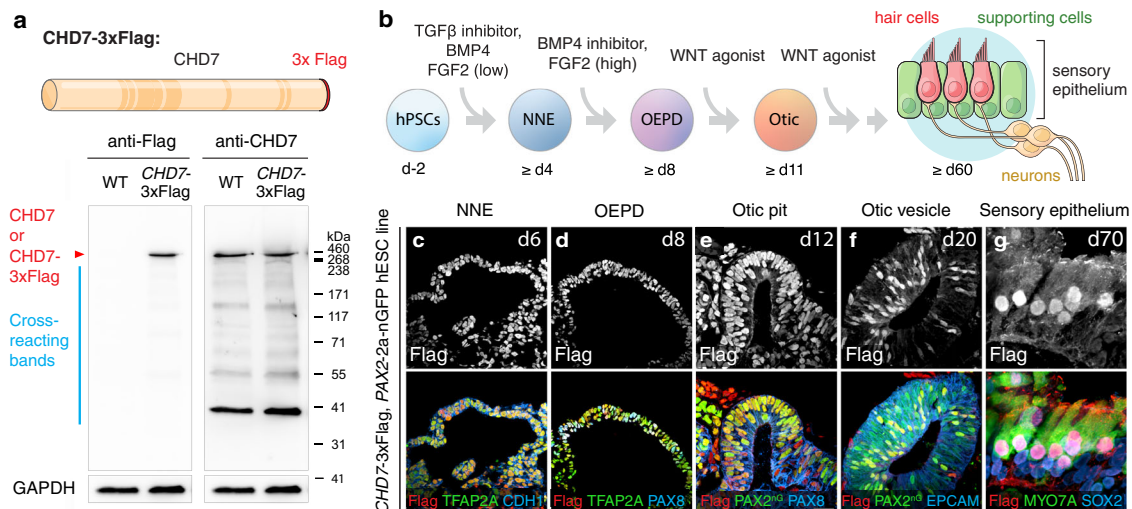 a
CHD7-3xFlag:
CHD7
3x Flag
anti-Flag
anti-CHD7
WT
CHD7-
3xFlag
WT
CHD7-
3xFlag
CHD7
or
CHD7-
3xFlag
Cross-
reacting
bands
kDa
460
268
238
171
117
71
55
41
31
41
GAPDH
b
TGFβ inhibitor,
BMP4
FGF2 (low)
BMP4 inhibitor,
FGF2 (high)
WNT agonist
WNT agonist
hair cells
supporting cells
sensory
epithelium
hPSCs
NNE
OEPD
Otic
d-2
≥ d4
≥ d8
≥ d11
≥ d60
neurons
CHD7-3xFlag, PAX2-2a-nGFP hESC line
NNE
OEPD
Otic pit
Otic vesicle
Sensory epithelium
c
d6
d
d8
e
d12
f
d20
g
d70
Flag
Flag
Flag
Flag
Flag
Flag TFAP2A CDH1
Flag TFAP2A PAX8
Flag PAX2ⁿᴳ PAX8
Flag PAX2ⁿᴳ EPCAM
Flag MYO7A SOX2